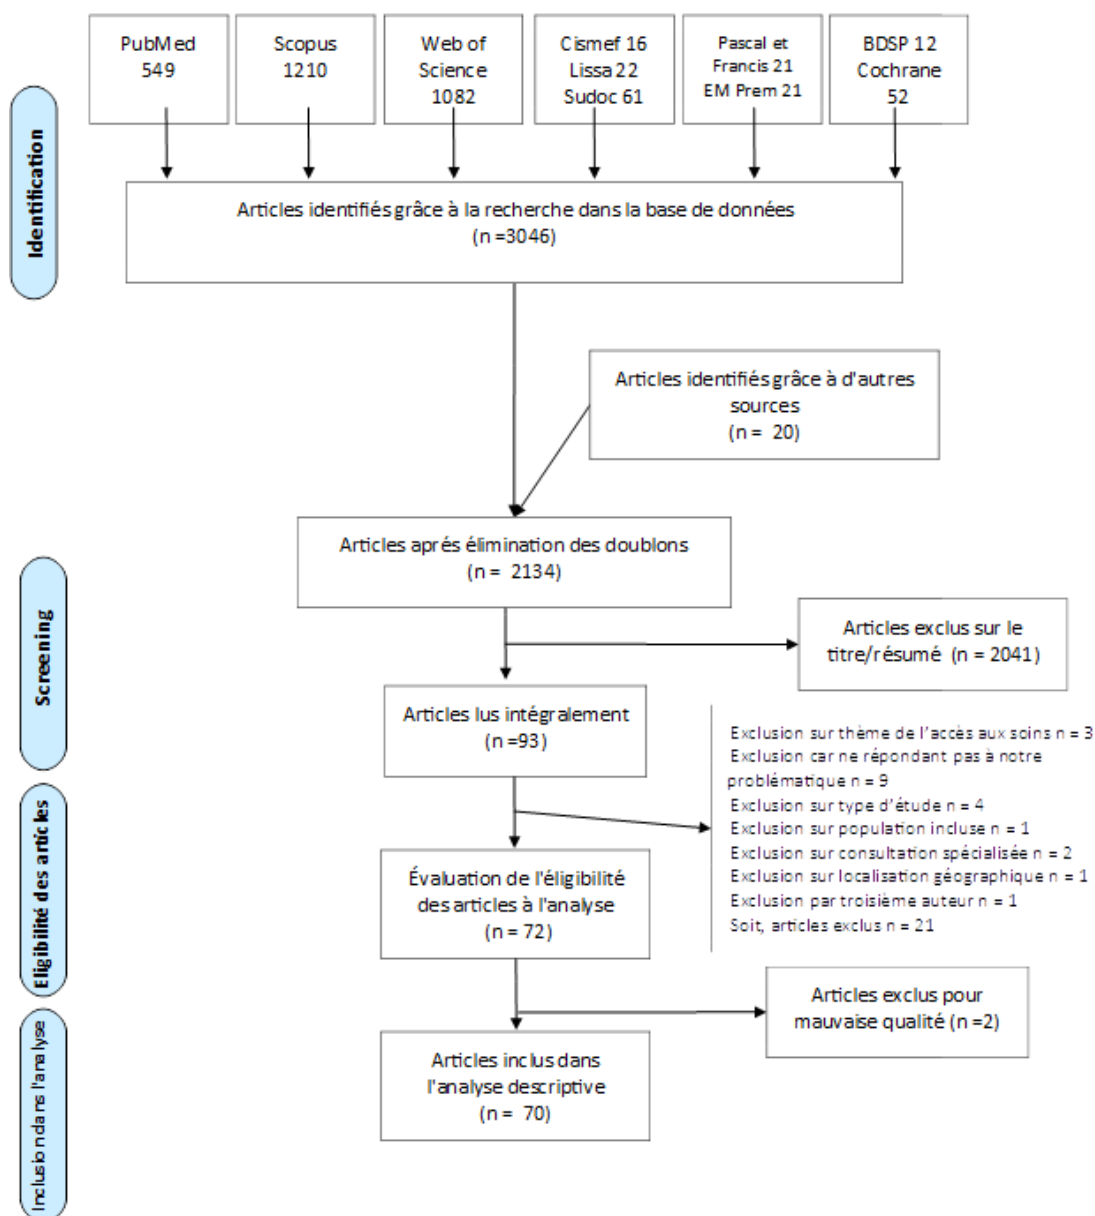 PubMed
549
Scopus
1210
Web of
Science
1082
Cismef 16
Lissa 22
Sudoc 61
Pascal et
Francis 21
EM Prem 21
BDSP 12
Cochrane
52
Identification
Articles identifiés grâce à la recherche dans la base de données
(n =3046)
Articles identifiés grâce à d'autres
sources
(n = 20)
Articles aprés élimination des doublons
(n = 2134)
Screening
Articles exclus sur le
titre/résumé (n = 2041)
Articles lus intégralement
(n =93)
Exclusion sur thème de l'accès aux soins n = 3
Exclusion car ne répondant pas à notre
problématique n = 9
Exclusion sur type d'étude n = 4
Exclusion sur population incluse n = 1
Exclusion sur consultation spécialisée n = 2
Exclusion sur localisation géographique n = 1
Exclusion par troisième auteur n = 1
Soit, articles exclus n = 21
Eligibilité des articles
Évaluation de l'éligibilité
des articles à l'analyse
(n = 72)
Articles exclus pour
mauvaise qualité (n =2)
Inclusion dans l'analyse
Articles inclus dans
l'analyse descriptive
(n = 70)